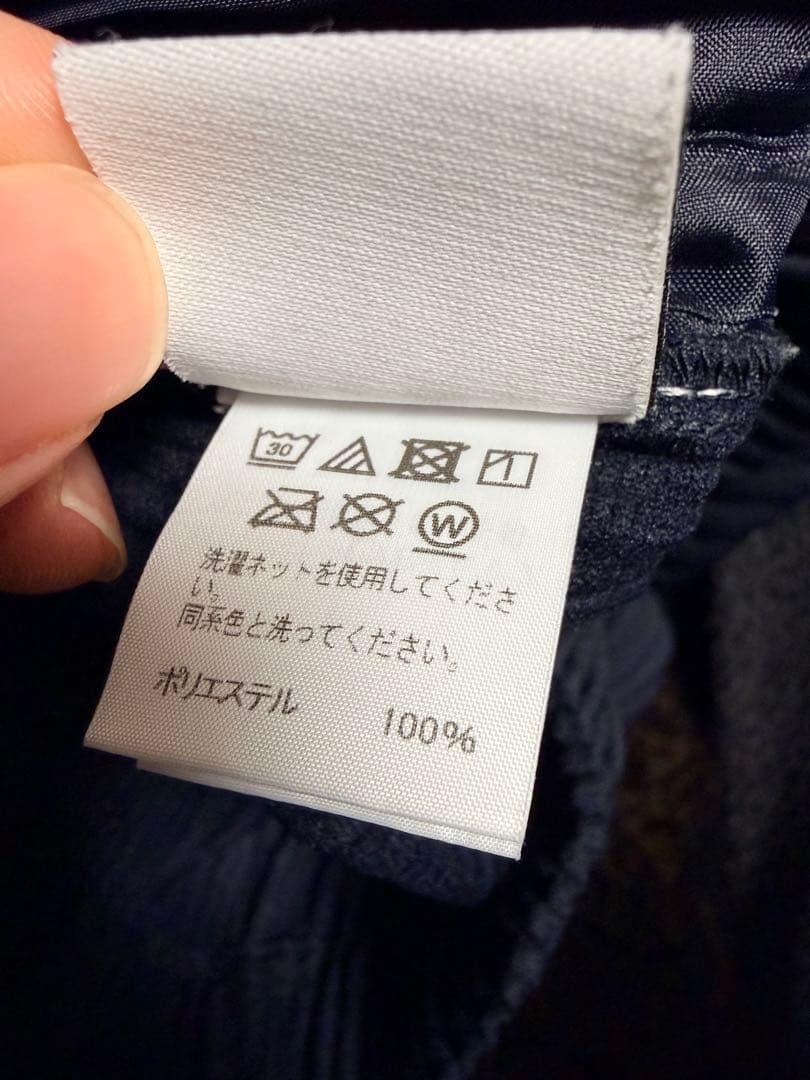 30
W
洗濯ネットを使用してくださ
い。
同系色と洗ってください。
ポリエステル 100%